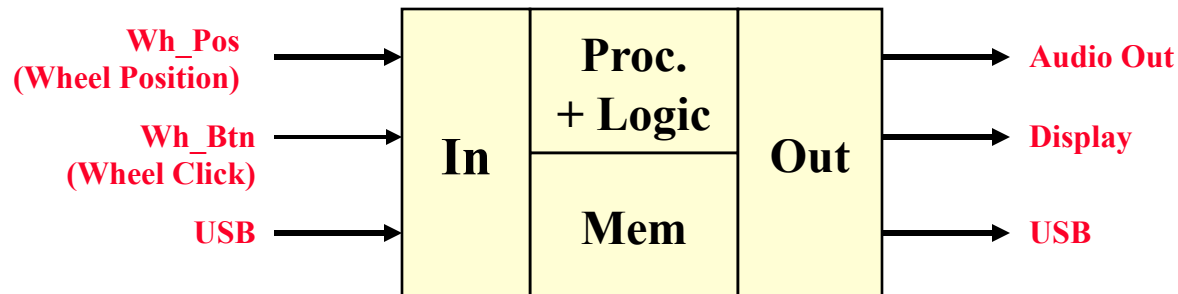 Wh_Pos
(Wheel Position)
Wh_Btn
(Wheel Click)
USB
In
Proc.
+ Logic
Mem
Out
Audio Out
Display
USB